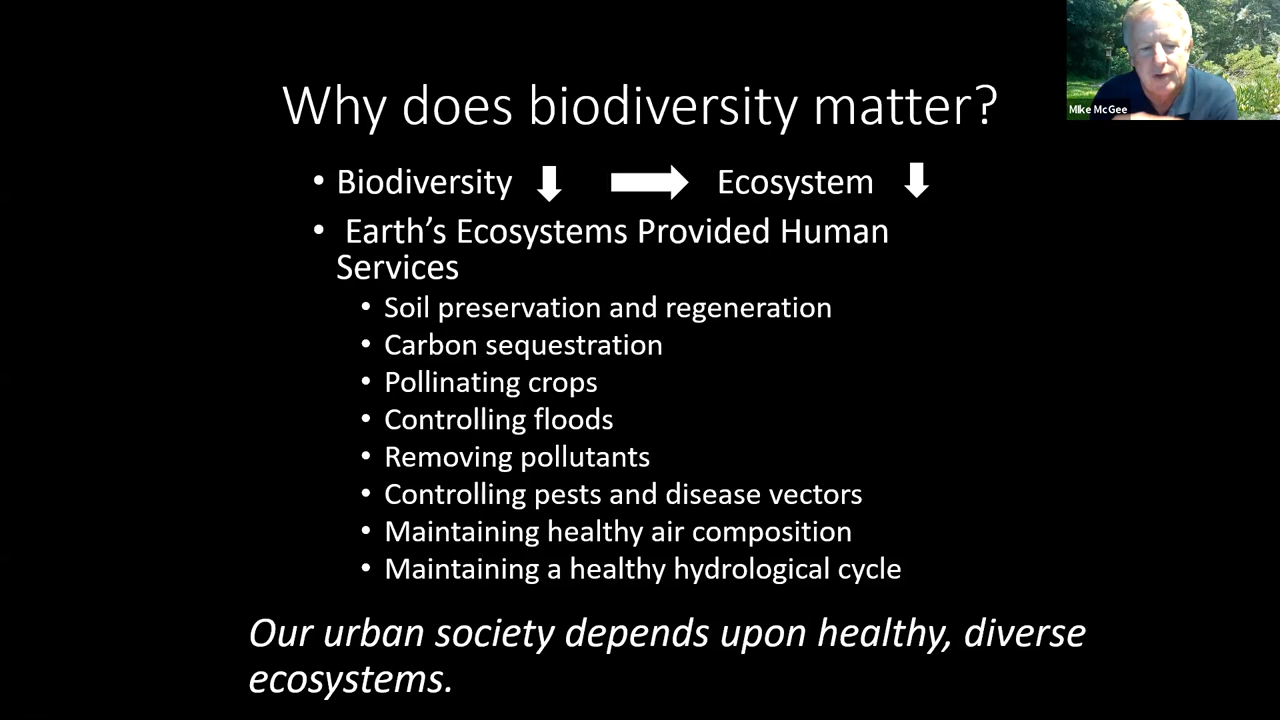 Why does biodiversity matter?
Mike McGee
• Biodiversity Ecosystem
• Earth's Ecosystems Provided Human
Services
• Soil preservation and regeneration
• Carbon sequestration
• Pollinating crops
• Controlling floods
• Removing pollutants
• Controlling pests and disease vectors
• Maintaining healthy air composition
• Maintaining a healthy hydrological cycle
Our urban society depends upon healthy, diverse
ecosystems.